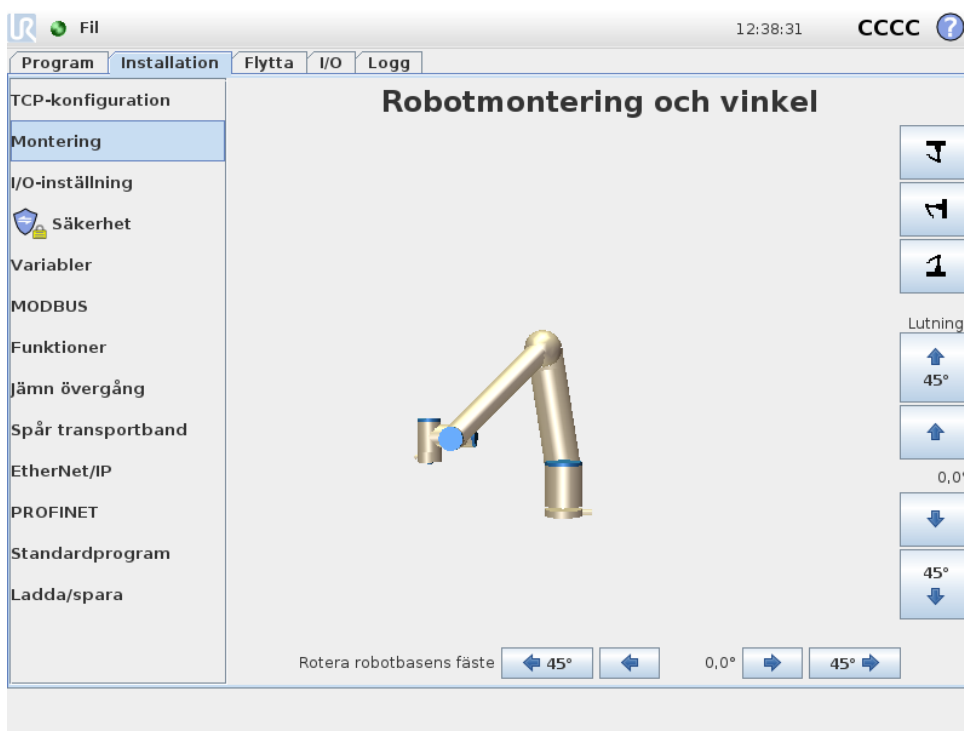 UR Fil 12:38:31 CCCC ?
Program Installation Flytta I/O Logg
Robotmontering och vinkel
TCP-konfiguration
Montering
I/O-inställning
Säkerhet
Variabler
MODBUS
Funktioner
Jämn övergång
Spår transportband
EtherNet/IP
PROFINET
Standardprogram
Ladda/spara
Lutning
45°
0,0°
45°
Rotera robotbasens fäste 45° 0,0° 45°